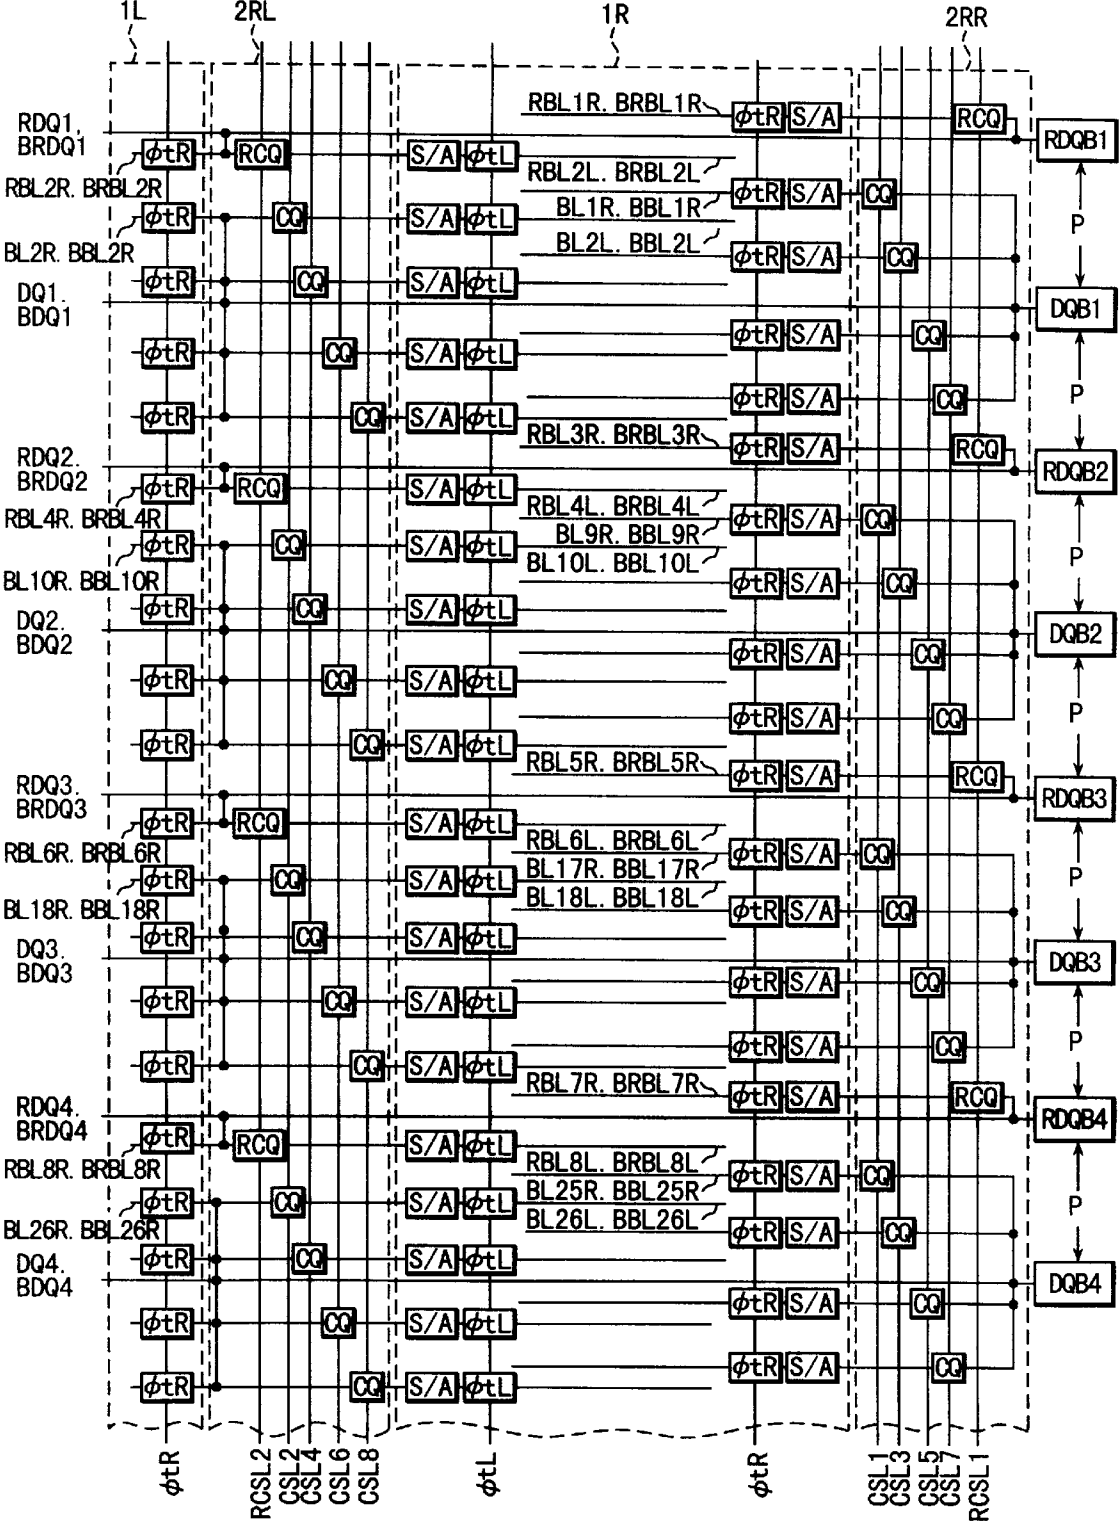 1L 2RL 1R 2RR
RBL1R. BRBL1R φtR S/A RCQ
RDQ1, BRDQ1 RDQB1
φtR RCQ S/A φtL
RBL2L. BRBL2L
RBL2R. BRBL2R φtR S/A CQ
BL1R. BBL1R
φtR CQ S/A φtL P
BL2L. BBL2L
BL2R. BBL2R φtR S/A CQ
φtR CQ S/A φtL
DQ1. BDQ1 DQB1
φtR S/A CQ
φtR CQ S/A φtL
φtR S/A CQ P
φtR CQ S/A φtL
RBL3R. BRBL3R φtR S/A RCQ
RDQ2. BRDQ2 RDQB2
φtR RCQ S/A φtL
RBL4L. BRBL4L
RBL4R. BRBL4R φtR S/A CQ
BL9R. BBL9R
φtR CQ S/A φtL P
BL10L. BBL10L
BL10R. BBL10R φtR S/A CQ
φtR CQ S/A φtL
DQ2. BDQ2 DQB2
φtR S/A CQ
φtR CQ S/A φtL
φtR S/A CQ P
φtR CQ S/A φtL
RBL5R. BRBL5R φtR S/A RCQ
RDQ3. BRDQ3 RDQB3
φtR RCQ S/A φtL
RBL6L. BRBL6L
RBL6R. BRBL6R φtR S/A CQ
BL17R. BBL17R
φtR CQ S/A φtL P
BL18L. BBL18L
BL18R. BBL18R φtR S/A CQ
φtR CQ S/A φtL
DQ3. BDQ3 DQB3
φtR S/A CQ
φtR CQ S/A φtL
φtR S/A CQ P
φtR CQ S/A φtL
RBL7R. BRBL7R φtR S/A RCQ
RDQ4. BRDQ4 RDQB4
φtR RCQ S/A φtL
RBL8L. BRBL8L
RBL8R. BRBL8R φtR S/A CQ
BL25R. BBL25R
φtR CQ S/A φtL P
BL26L. BBL26L
BL26R. BBL26R φtR S/A CQ
φtR CQ S/A φtL
DQ4. BDQ4 DQB4
φtR S/A CQ
φtR CQ S/A φtL
φtR S/A CQ
φtR CQ S/A φtL
φtR RCSL2 CSL2 CSL4 CSL6 CSL8 φtL φtR CSL1 CSL3 CSL5 CSL7 RCSL1